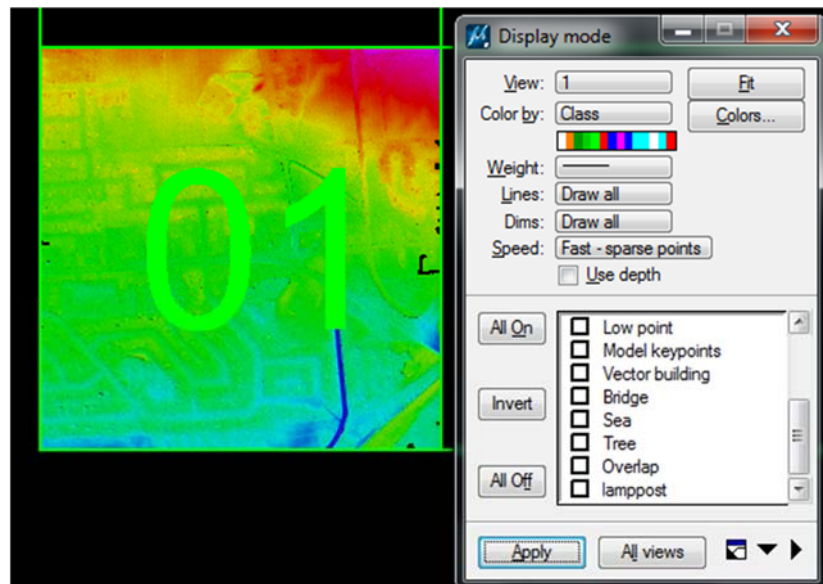 01
Display mode
View: 1 Fit
Color by: Class Colors...
Weight:
Lines: Draw all
Dims: Draw all
Speed: Fast - sparse points
Use depth
All On
Invert
All Off
Low point
Model keypoints
Vector building
Bridge
Sea
Tree
Overlap
lamppost
Apply All views